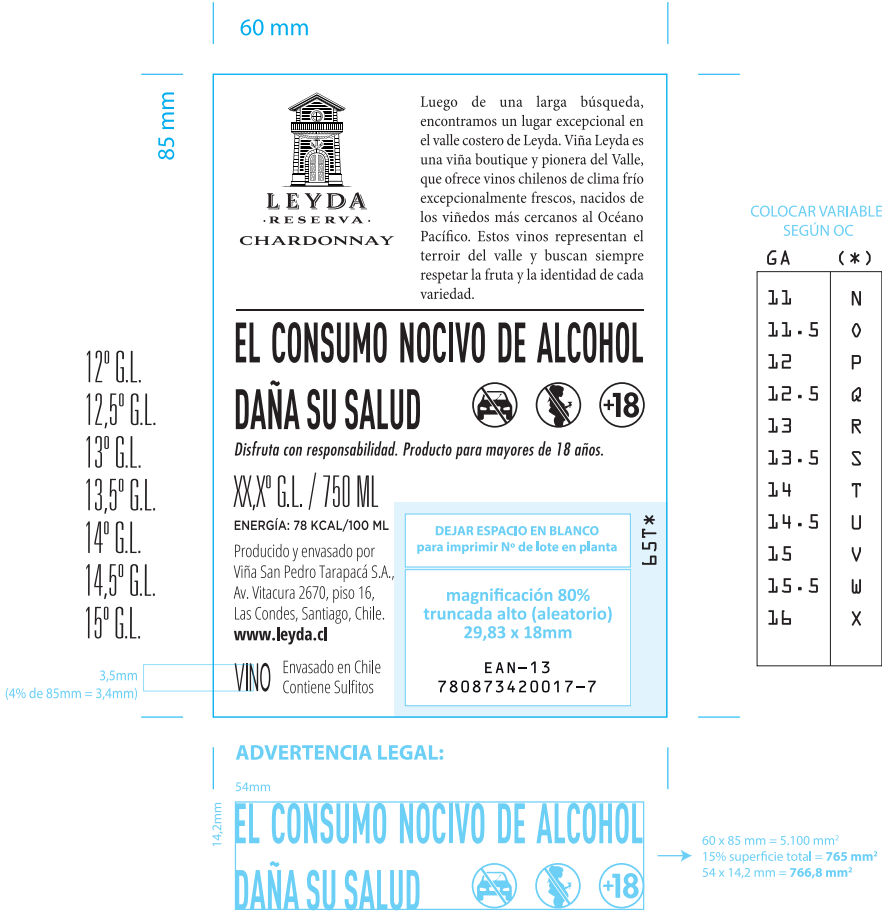 60 mm
85 mm
LEYDA
·RESERVA·
CHARDONNAY
Luego de una larga búsqueda,
encontramos un lugar excepcional en
el valle costero de Leyda. Viña Leyda es
una viña boutique y pionera del Valle,
que ofrece vinos chilenos de clima frío
excepcionalmente frescos, nacidos de
los viñedos más cercanos al Océano
Pacífico. Estos vinos representan el
terroir del valle y buscan siempre
respetar la fruta y la identidad de cada
variedad.
EL CONSUMO NOCIVO DE ALCOHOL
DAÑA SU SALUD
+18
Disfruta con responsabilidad. Producto para mayores de 18 años.
XX,Xº G.L. / 750 ML
ENERGÍA: 78 KCAL/100 ML
Producido y envasado por
Viña San Pedro Tarapacá S.A.,
Av. Vitacura 2670, piso 16,
Las Condes, Santiago, Chile.
www.leyda.cl
VINO
Envasado en Chile
Contiene Sulfitos
DEJAR ESPACIO EN BLANCO
para imprimir Nº de lote en planta
65T*
magnificación 80%
truncada alto (aleatorio)
29,83 x 18mm
EAN-13
780873420017-7
12º G.L.
12,5º G.L.
13º G.L.
13,5º G.L.
14º G.L.
14,5º G.L.
15º G.L.
3,5mm
(4% de 85mm = 3,4mm)
COLOCAR VARIABLE
SEGÚN OC
GA (*)
11 N
11.5 O
12 P
12.5 Q
13 R
13.5 S
14 T
14.5 U
15 V
15.5 W
16 X
ADVERTENCIA LEGAL:
54mm
14,2mm
EL CONSUMO NOCIVO DE ALCOHOL
DAÑA SU SALUD
+18
60 x 85 mm = 5.100 mm²
15% superficie total = 765 mm²
54 x 14,2 mm = 766,8 mm²